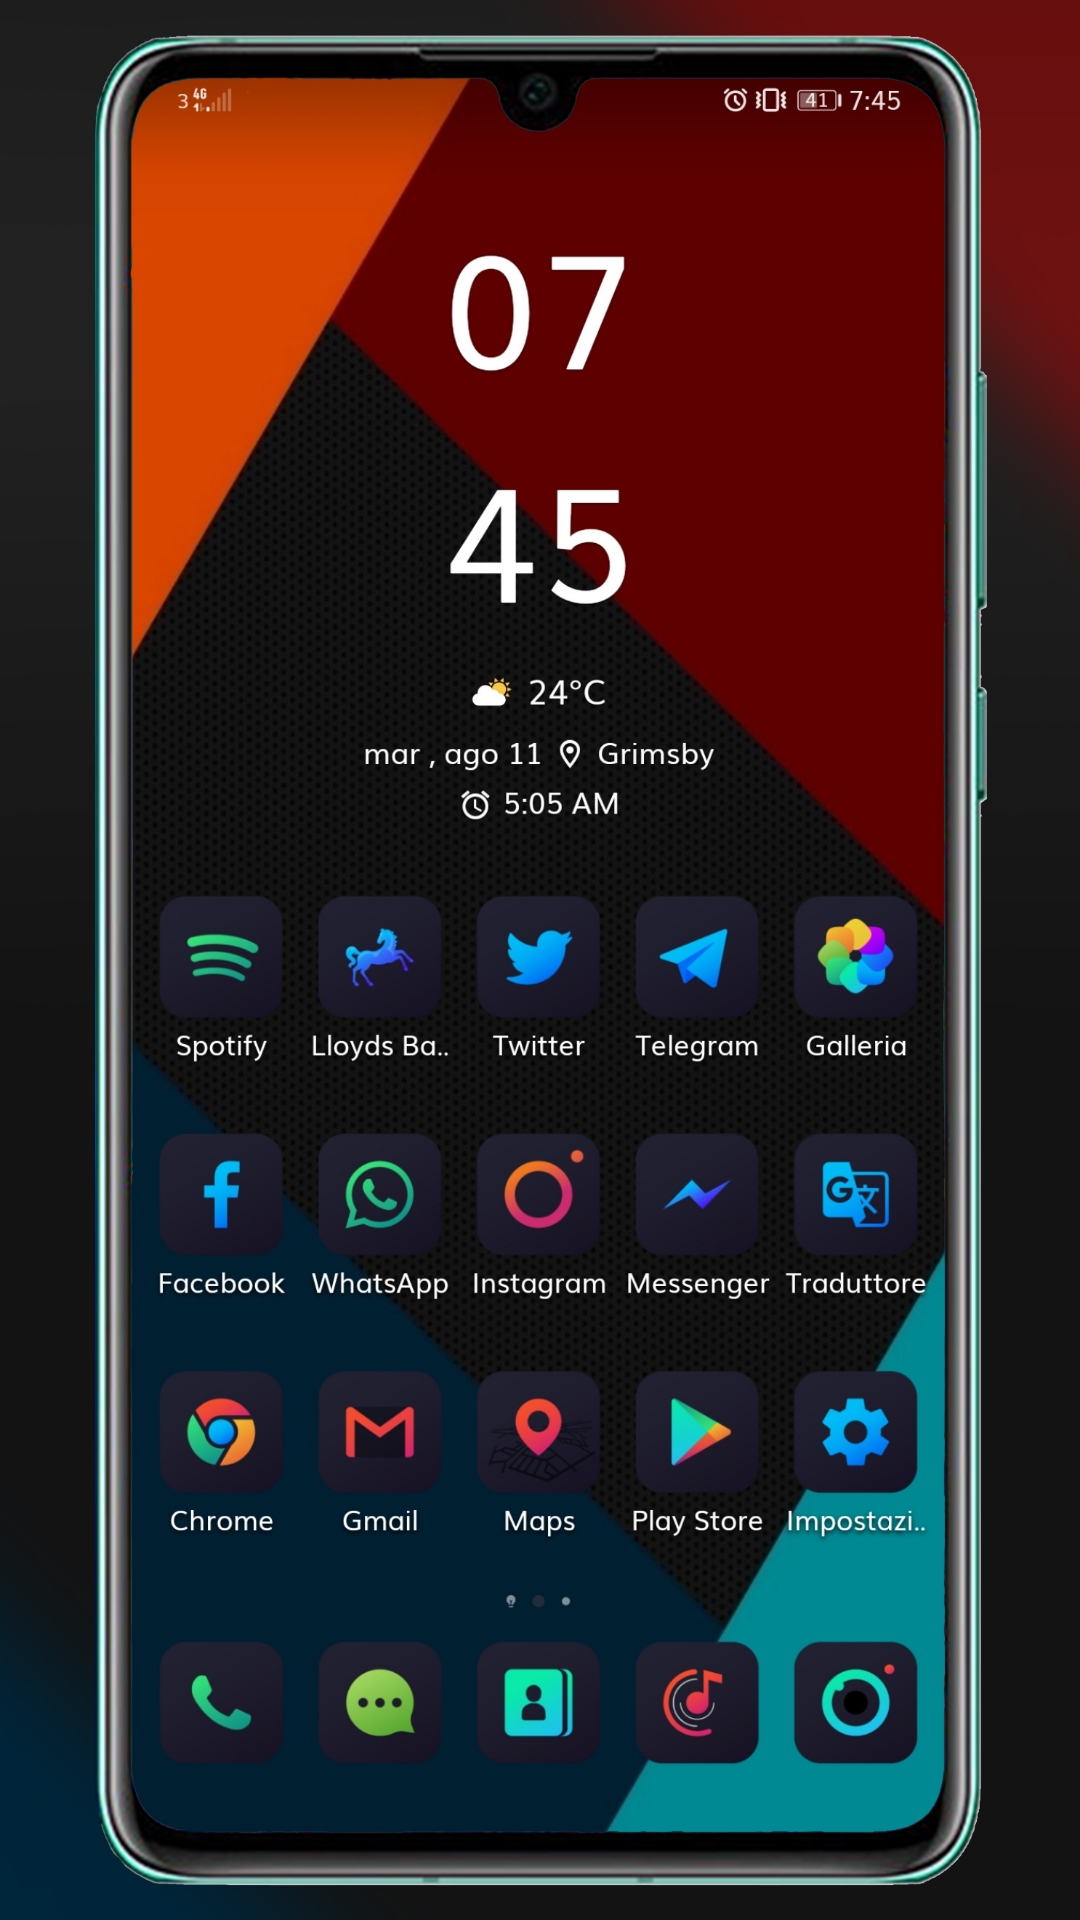 3 4G 41 7:45
07
45
24°C
mar , ago 11 Grimsby
5:05 AM
Spotify Lloyds Ba.. Twitter Telegram Galleria
Facebook WhatsApp Instagram Messenger Traduttore
Chrome Gmail Maps Play Store Impostazi..